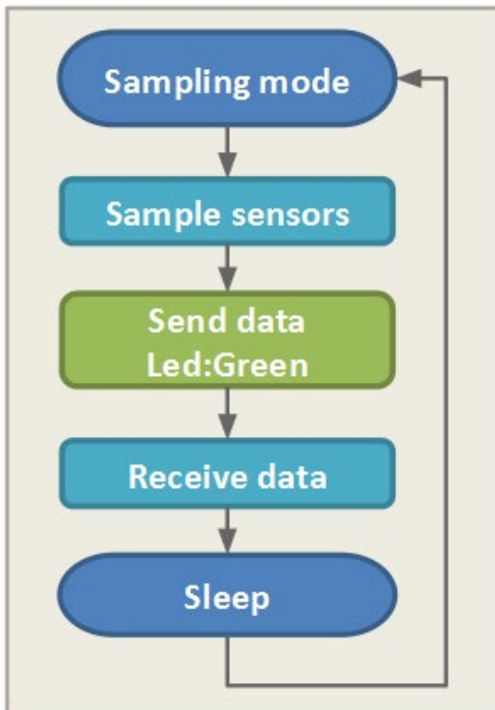 Sampling mode
Sample sensors
Send data
Led:Green
Receive data
Sleep